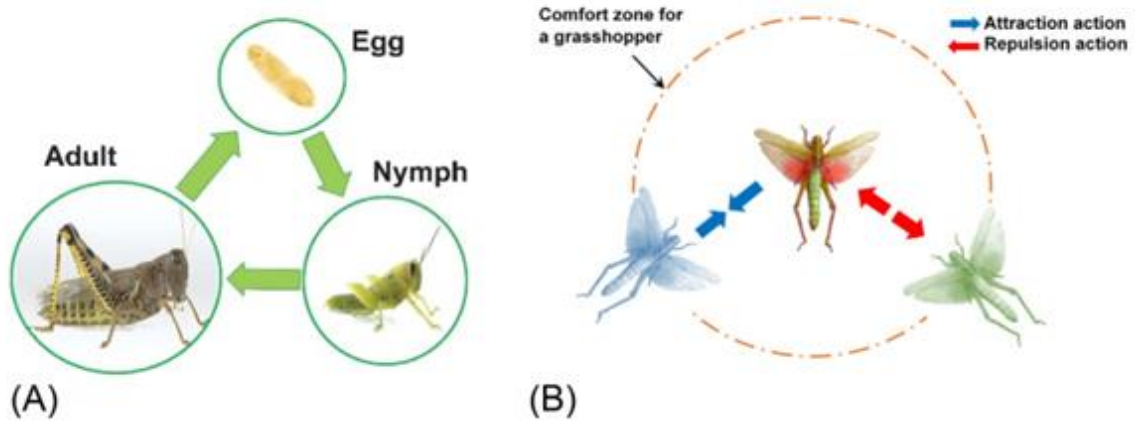 Egg
Adult
Nymph
(A)
Comfort zone for
a grasshopper
Attraction action
Repulsion action
(B)